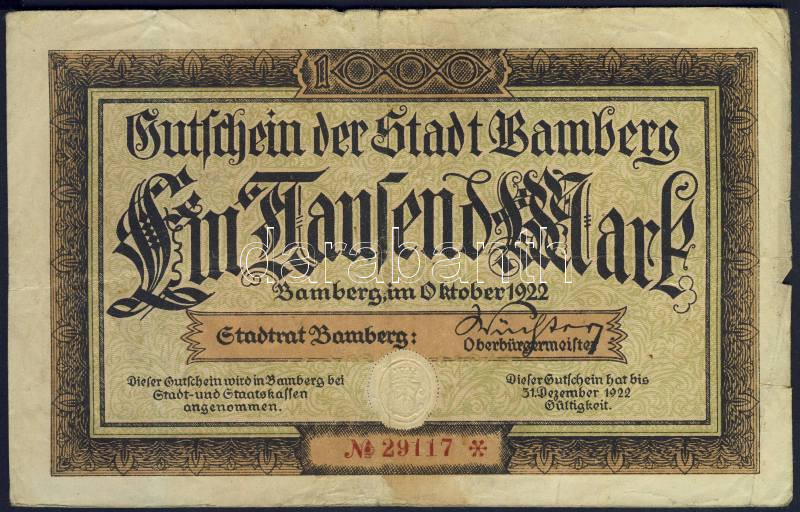 1000
Gutschein der Stadt Bamberg
Ein Tausend Mark
darabanth
Bamberg, im Oktober 1922
Stadtrat Bamberg:
Oberbürgermeister
Dieser Gutschein wird in Bamberg bei
Stadt- und Staatskassen
angenommen.
Dieser Gutschein hat bis
31. Dezember 1922
Gültigkeit.
№ 29117 *